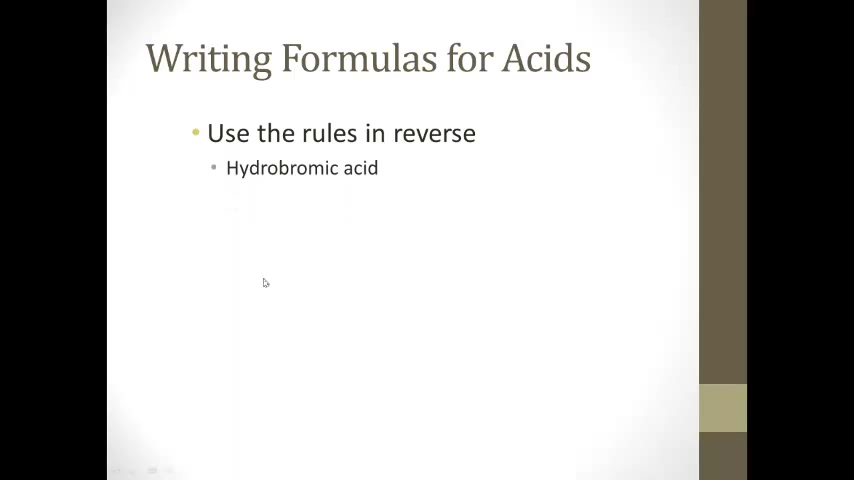 Writing Formulas for Acids
• Use the rules in reverse
• Hydrobromic acid